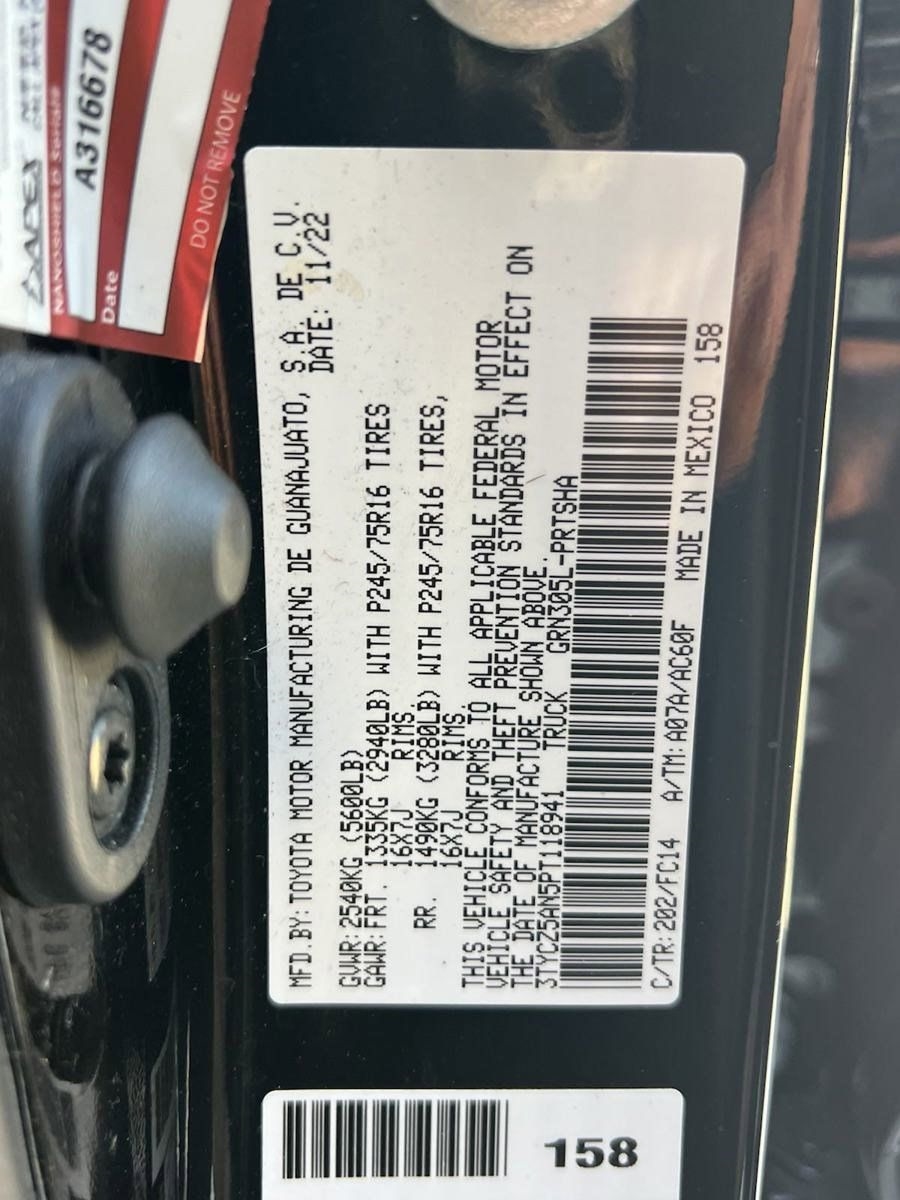 APEX
NANOSHIELD
A316678
Date
DO NOT REMOVE
MFD.BY:TOYOTA MOTOR MANUFACTURING DE GUANAJUATO, S.A. DE C.V.
DATE: 11/22
GVWR:2540KG (5600LB)
GAWR:FRT. 1335KG (2940LB) WITH P245/75R16 TIRES
16X7J RIMS
RR. 1490KG (3280LB) WITH P245/75R16 TIRES,
16X7J RIMS,
THIS VEHICLE CONFORMS TO ALL APPLICABLE FEDERAL MOTOR
VEHICLE SAFETY AND THEFT PREVENTION STANDARDS IN EFFECT ON
THE DATE OF MANUFACTURE SHOWN ABOVE.
3TYCZ5AN5PT118941 TRUCK GRN305L-PRTSHA
C/TR:202/FC14 A/TM:A07A/AC60F MADE IN MEXICO 158
158